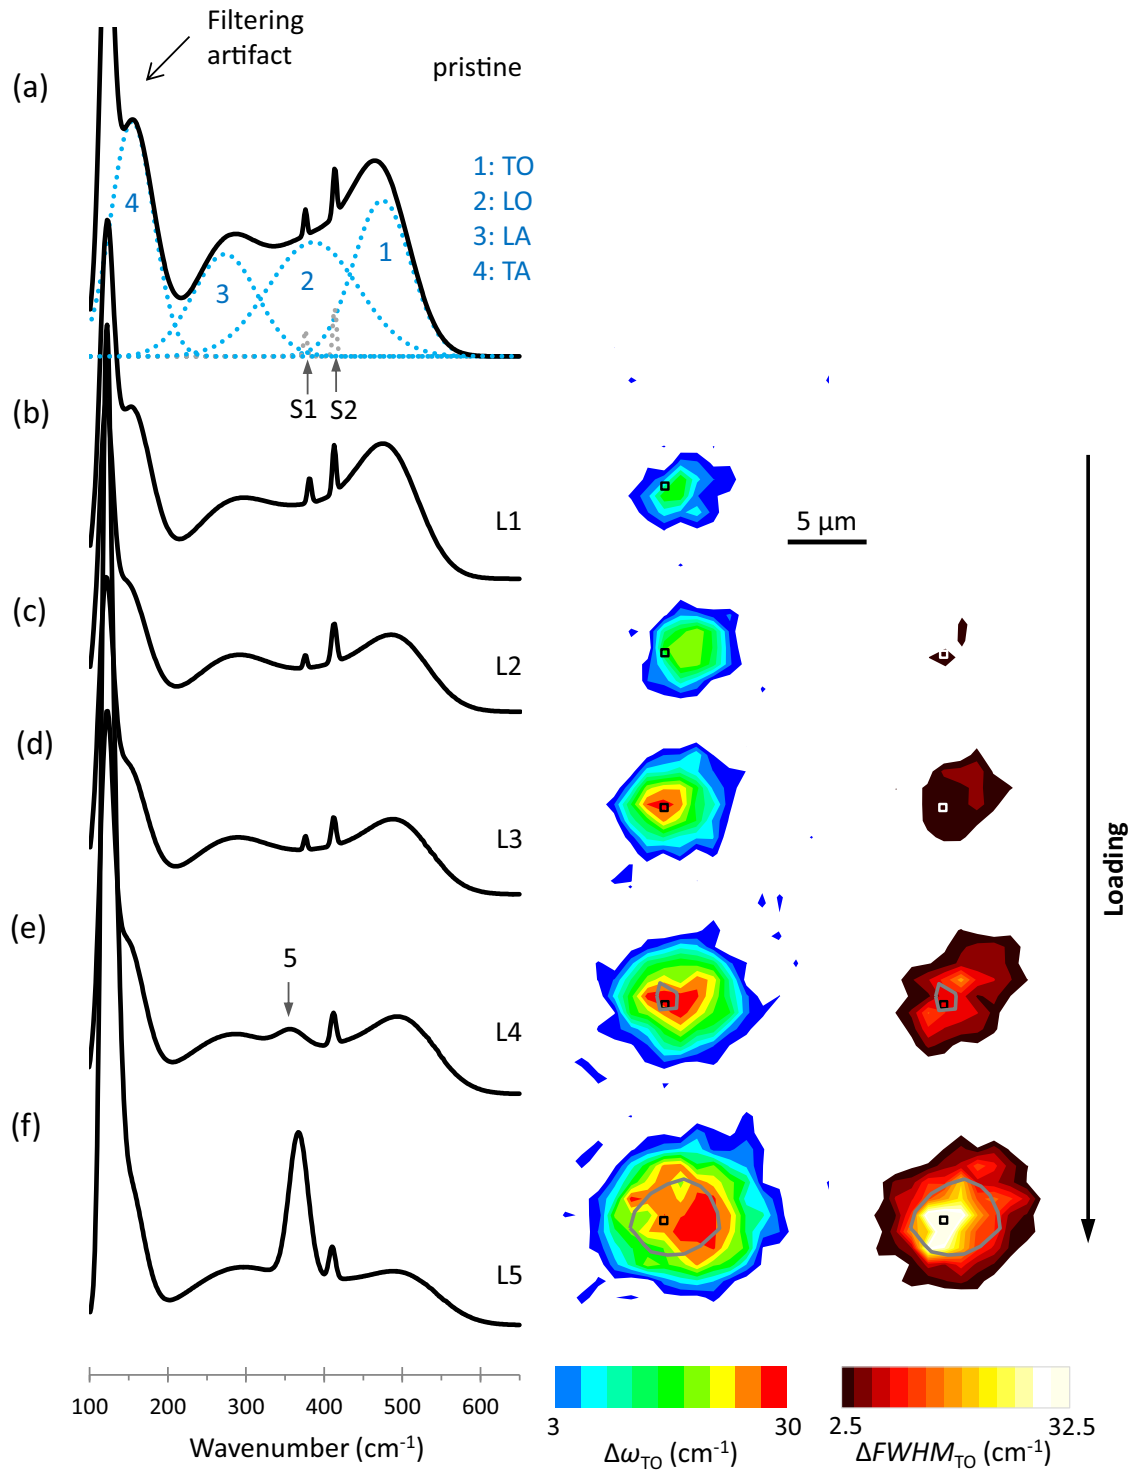 Filtering
artifact
(a)
pristine
1: TO
2: LO
3: LA
4: TA
4
3
2
1
S1
S2
(b)
L1
5 μm
(c)
L2
(d)
L3
(e)
5
L4
(f)
L5
Loading
100 200 300 400 500 600
Wavenumber (cm⁻¹)
3 30
Δω_TO (cm⁻¹)
2.5 32.5
ΔFWHM_TO (cm⁻¹)